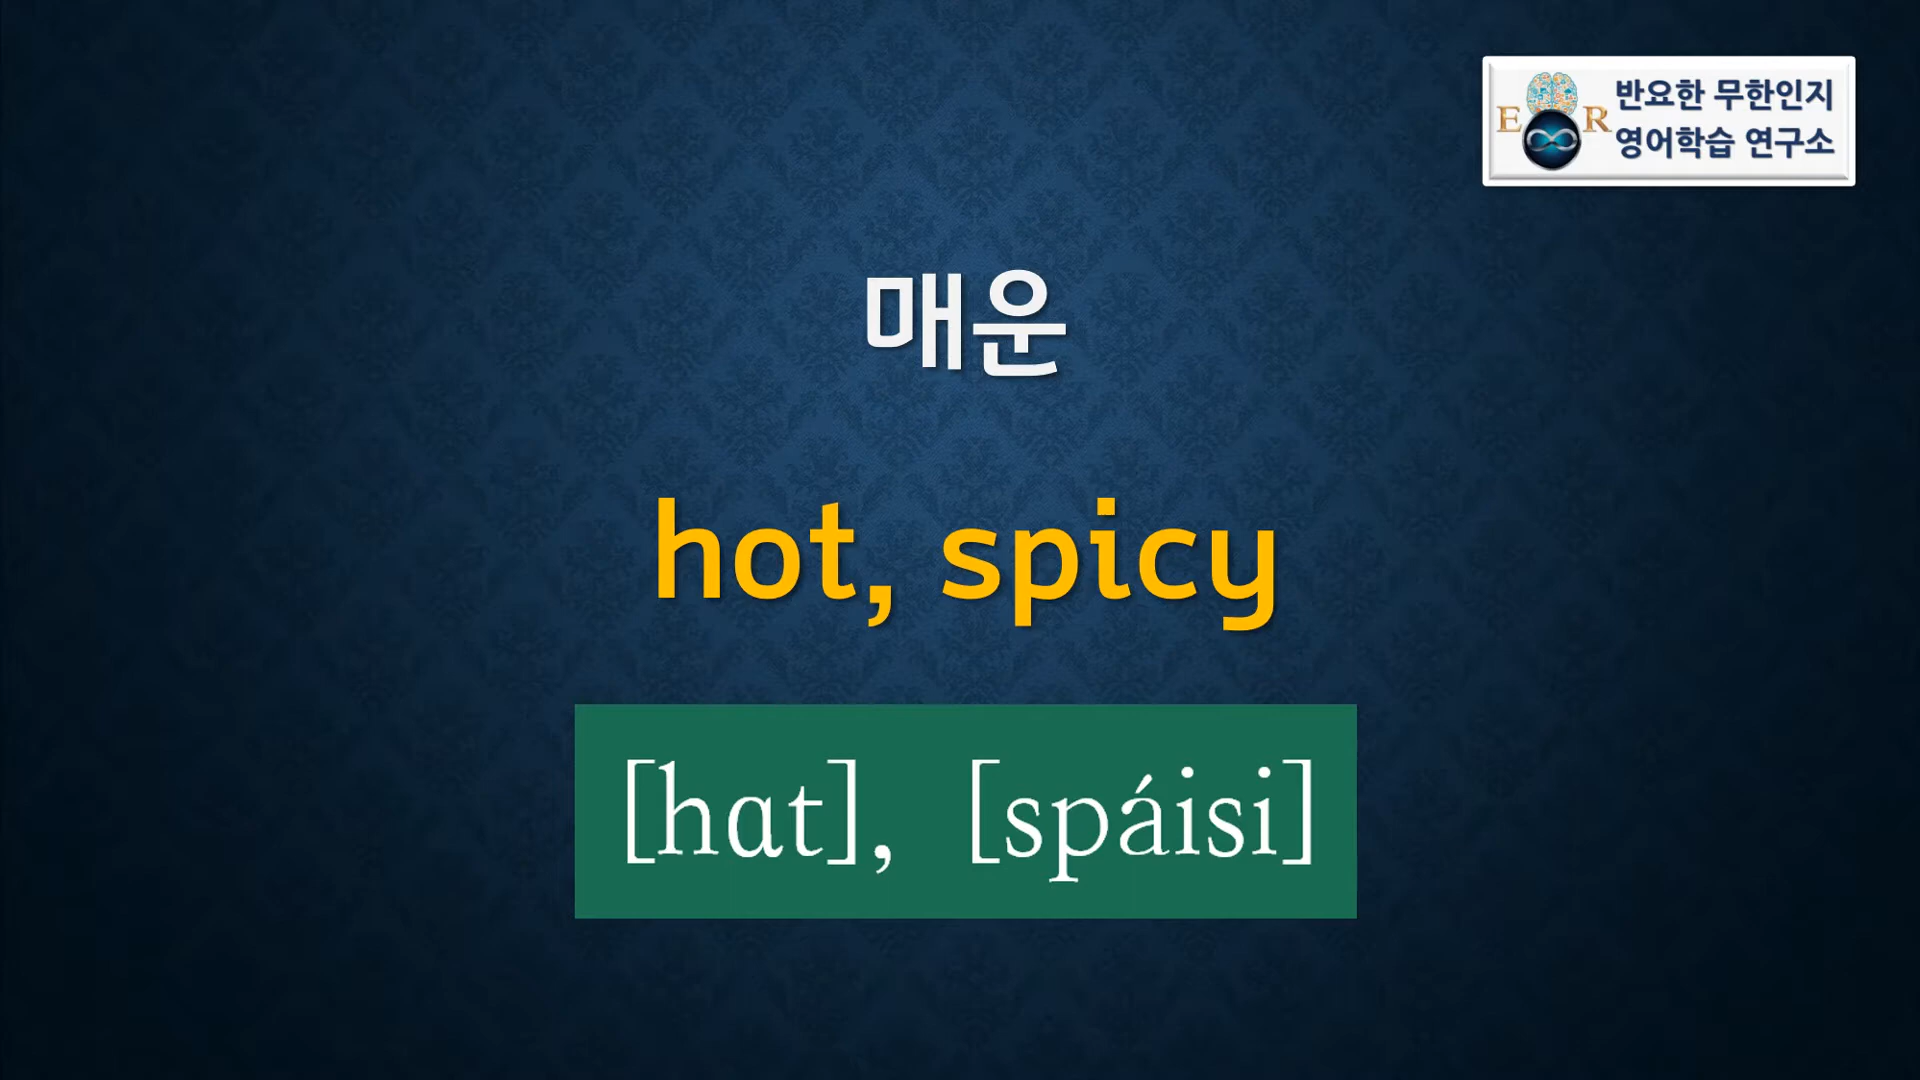 E R 반요한 무한인지
영어학습 연구소
매운
hot, spicy
[hɑt], [spáisi]